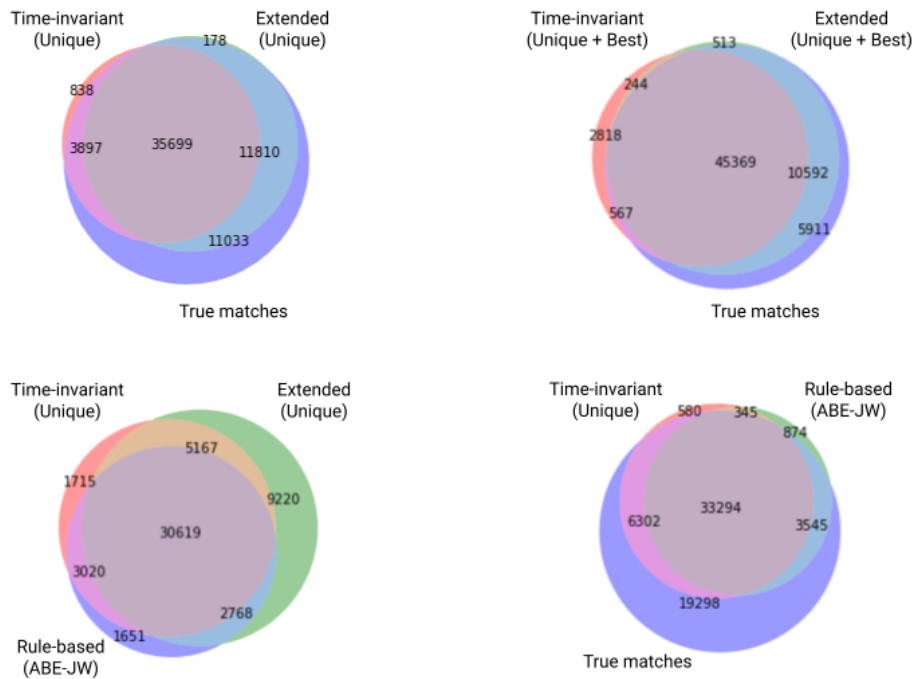 Time-invariant
(Unique)
Extended
(Unique)
178
838
3897
35699
11810
11033
True matches
Time-invariant
(Unique + Best)
Extended
(Unique + Best)
513
244
2818
45369
10592
567
5911
True matches
Time-invariant
(Unique)
Extended
(Unique)
5167
1715
9220
30619
3020
2768
1651
Rule-based
(ABE-JW)
Time-invariant
(Unique)
Rule-based
(ABE-JW)
580
345
874
33294
6302
3545
19298
True matches